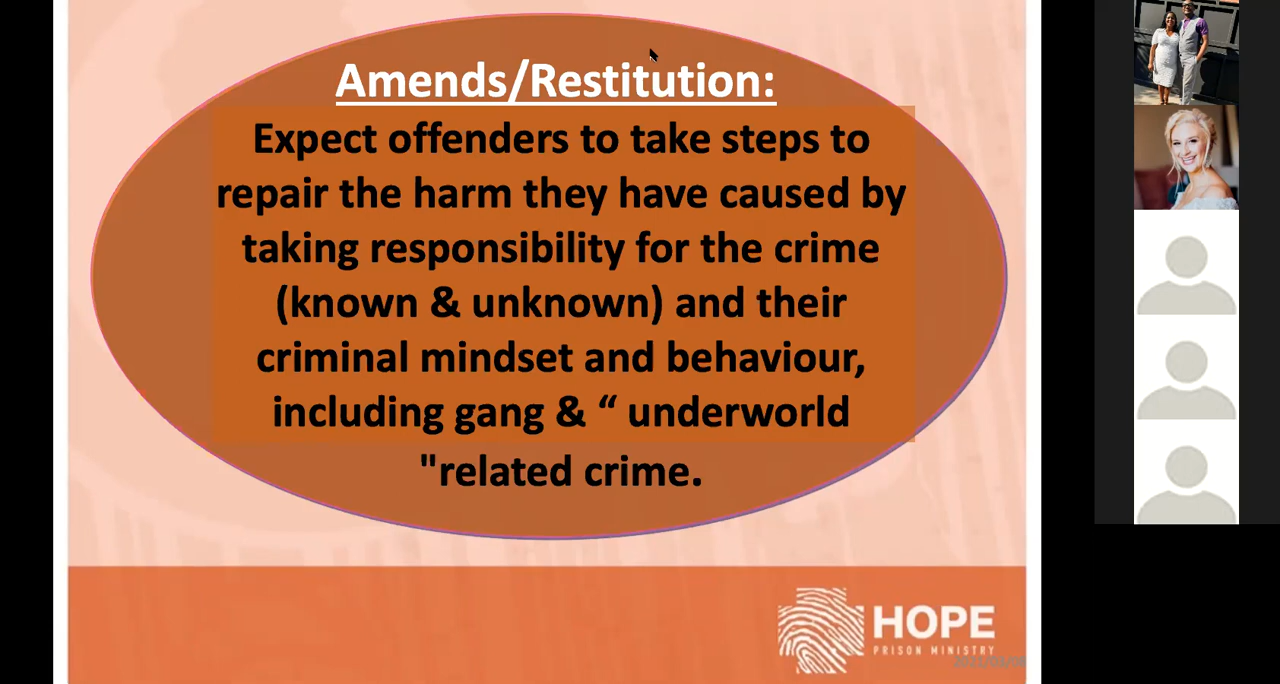 Amends/Restitution:
Expect offenders to take steps to
repair the harm they have caused by
taking responsibility for the crime
(known & unknown) and their
criminal mindset and behaviour,
including gang & “ underworld
"related crime.
HOPE
PRISON MINISTRY